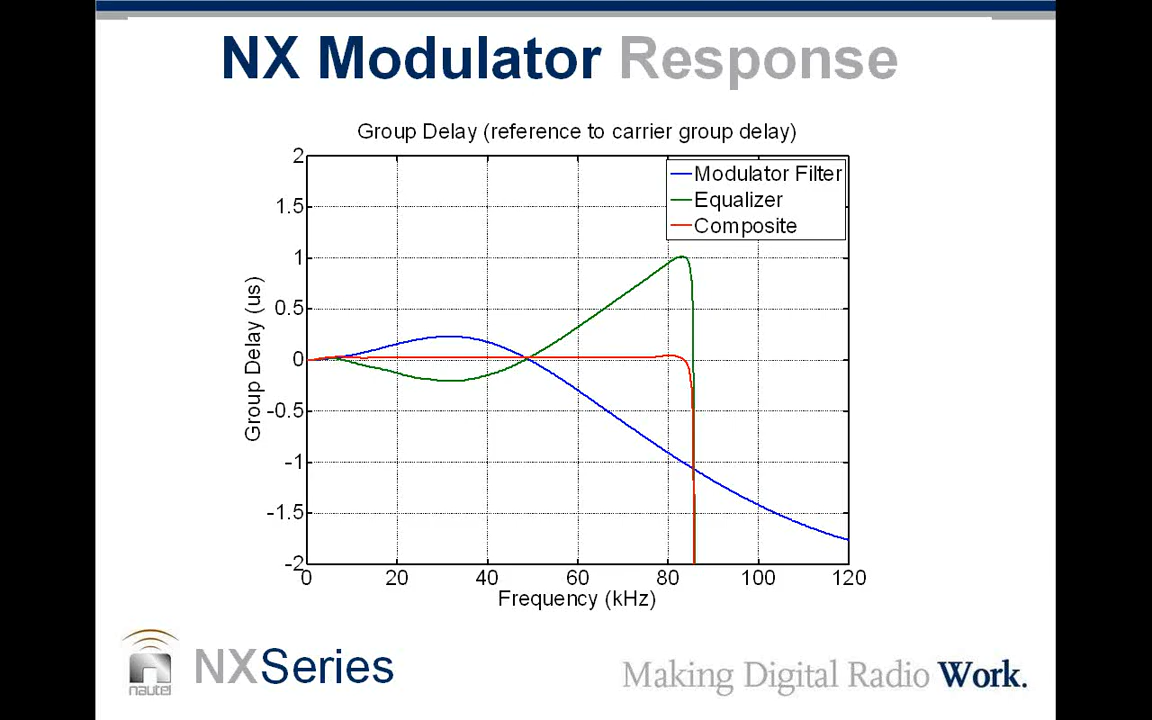 NX Modulator Response
Group Delay (reference to carrier group delay)
Modulator Filter
Equalizer
Composite
Group Delay (us)
2
1.5
1
0.5
0
-0.5
-1
-1.5
-2
0 20 40 60 80 100 120
Frequency (kHz)
nautel
NXSeries
Making Digital Radio Work.